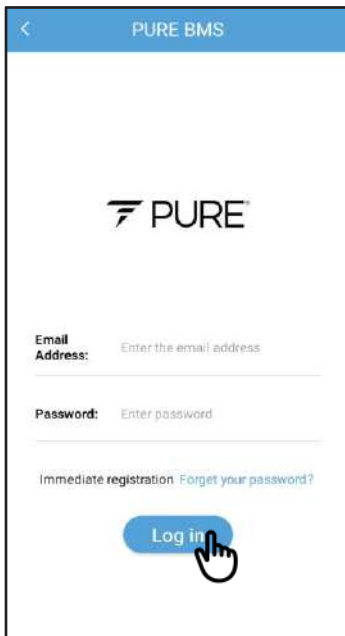 PURE BMS
PURE
Email
Address:
Enter the email address
Password:
Enter password
Immediate registration Forget your password?
Log in